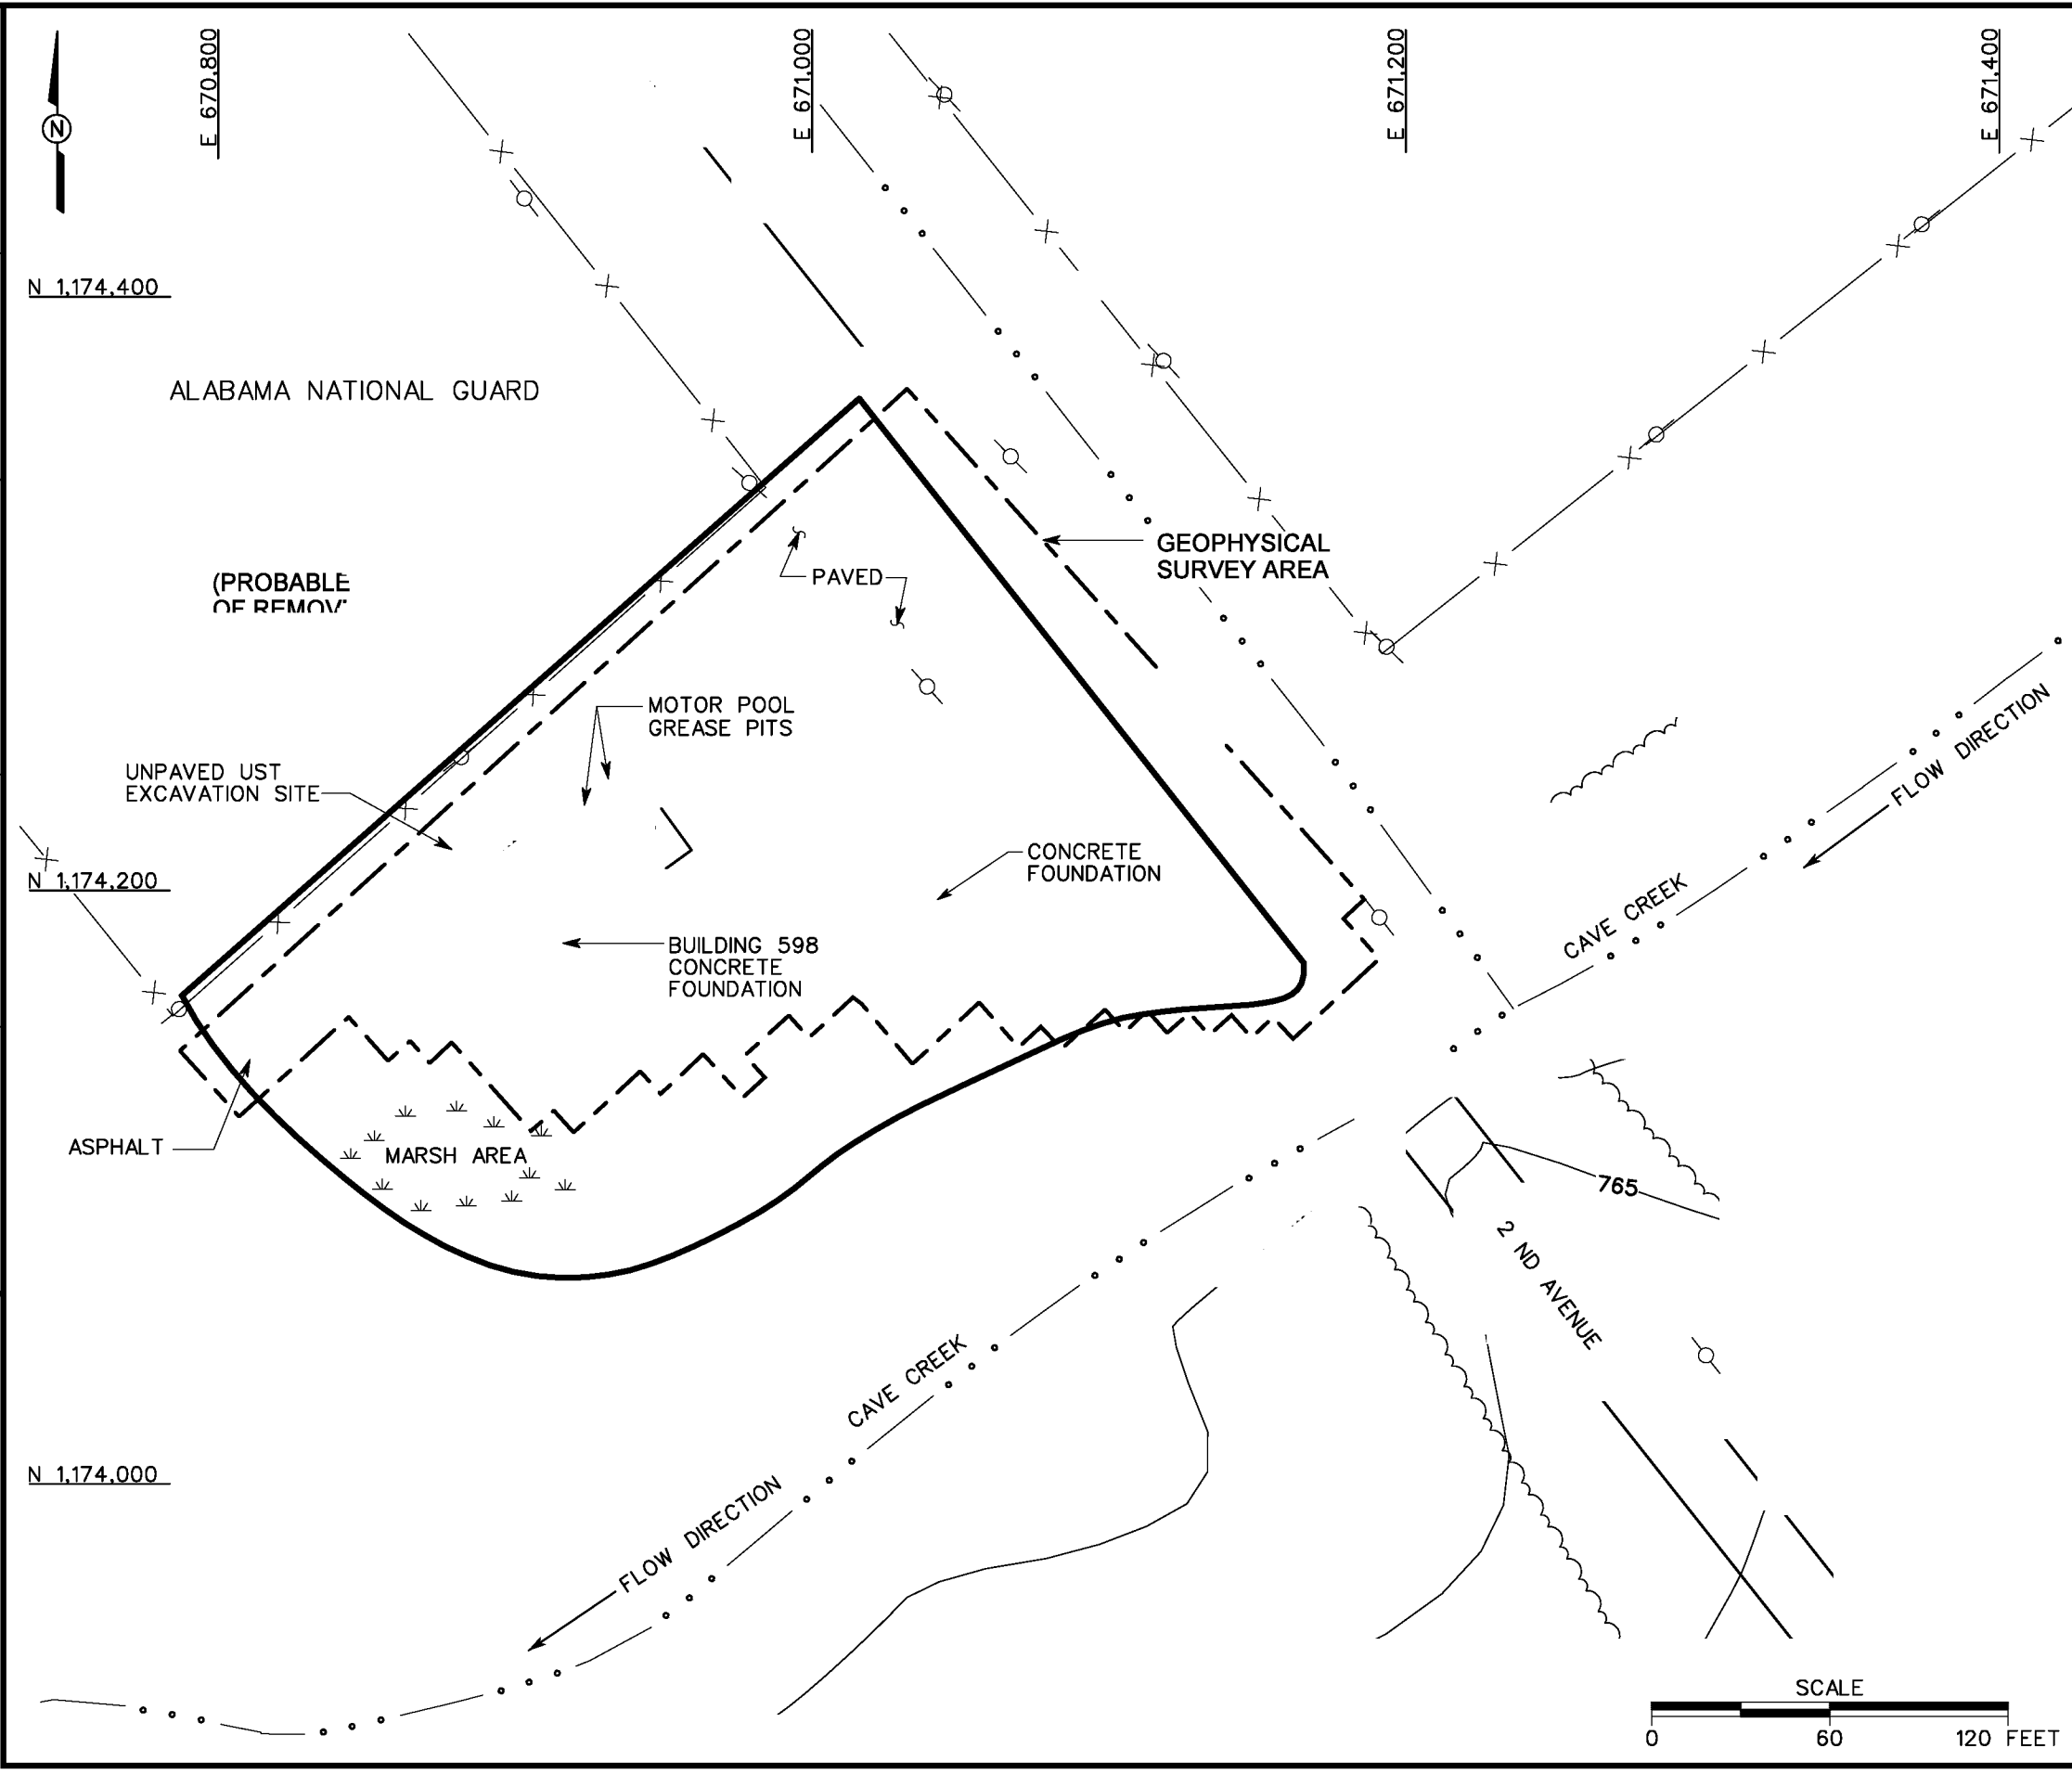 E 670,800
E 671,000
E 671,200
E 671,400
N
N 1,174,400
ALABAMA NATIONAL GUARD
GEOPHYSICAL
SURVEY AREA
(PROBABLE
PAVED
MOTOR POOL
GREASE PITS
UNPAVED UST
EXCAVATION SITE
FLOW DIRECTION
CONCRETE
FOUNDATION
N 1,174,200
CAVE CREEK
BUILDING 598
CONCRETE
FOUNDATION
ASPHALT
MARSH AREA
765
2 ND AVENUE
CAVE CREEK
N 1,174,000
FLOW DIRECTION
SCALE
0 60 120 FEET